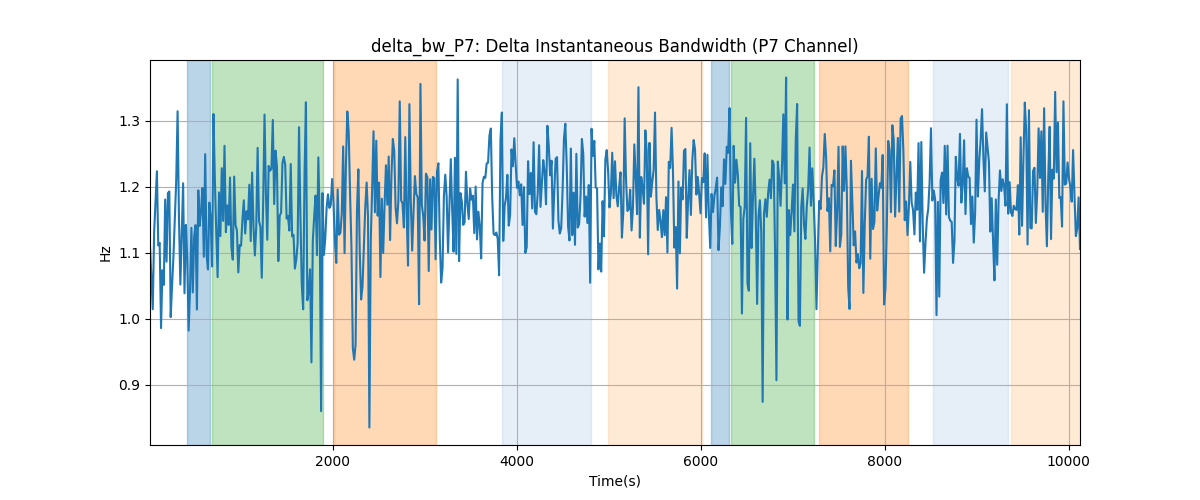 delta_bw_P7: Delta Instantaneous Bandwidth (P7 Channel)
1.3
1.2
1.1
1.0
0.9
Hz
2000 4000 6000 8000 10000
Time(s)